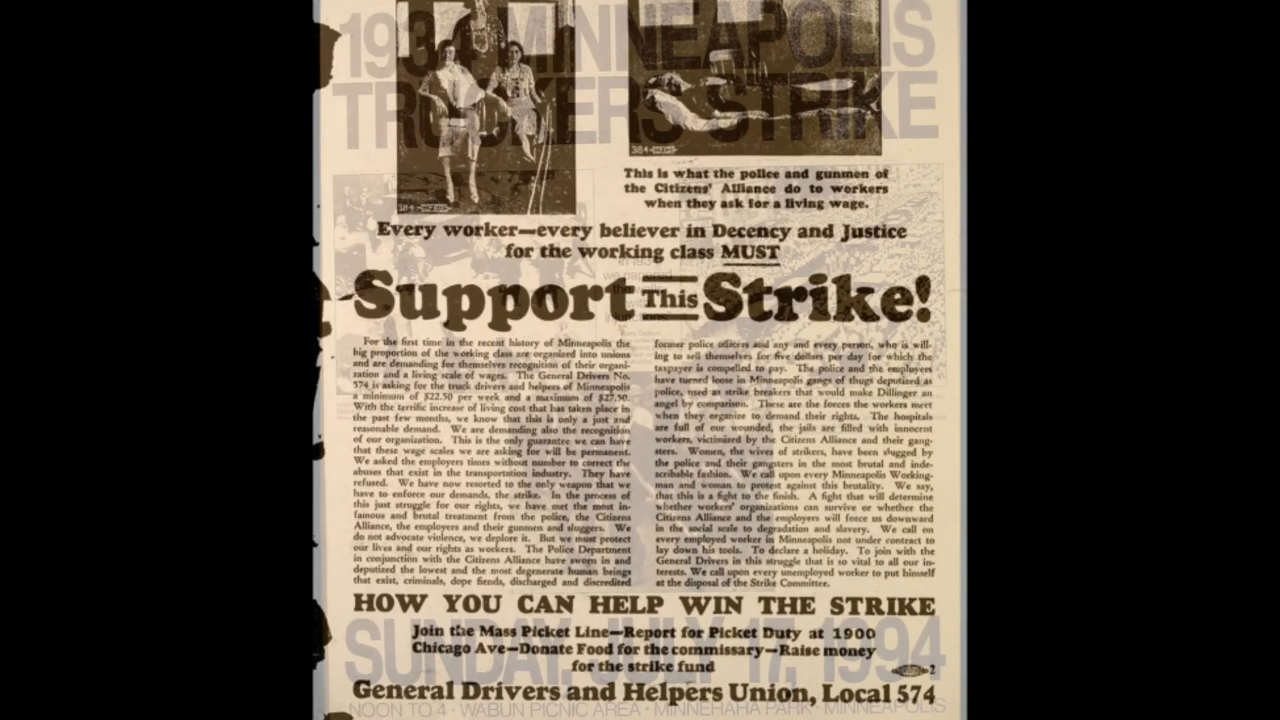 1934 MINNEAPOLIS
TRUCKERS STRIKE
This is what the police and gunmen of
the Citizens' Alliance do to workers
when they ask for a living wage.
Every worker—every believer in Decency and Justice
for the working class MUST
Support This Strike!
For the first time in the recent history of Minneapolis the
big proportion of the working class are organized into unions
and are demanding for themselves recognition of their organi-
zation and a living scale of wages. The General Drivers No.
574 is asking for the truck drivers and helpers of Minneapolis
a minimum of $22.50 per week and a maximum of $27.50.
With the terrific increase of living cost that has taken place in
the past few months, we know that this is only a just and
reasonable demand. We are demanding also the recognition
of our organization. This is the only guarantee we can have
that these wage scales we are asking for will be permanent.
We asked the employers times without number to correct the
abuses that exist in the transportation industry. They have
refused. We have now resorted to the only weapon that we
have to enforce our demands, the strike. In the process of
this just struggle for our rights, we have met the most in-
famous and brutal treatment from the police, the Citizens
Alliance, the employers and their gunmen and sluggers. We
do not advocate violence, we deplore it. But we must protect
our lives and our rights as workers. The Police Department
in conjunction with the Citizens Alliance have sworn in and
deputized the lowest and the most degenerate human beings
that exist, criminals, dope fiends, discharged and discredited
former police officers and any and every person, who is will-
ing to sell themselves for five dollars per day for which the
taxpayer is compelled to pay. The police and the employers
have turned loose in Minneapolis gangs of thugs deputized as
police, used as strike breakers that would make Dillinger an
angel by comparison. These are the forces the workers meet
when they organize to demand their rights. The hospitals
are full of our wounded, the jails are filled with innocent
workers, victimized by the Citizens Alliance and their gang-
sters. Women, the wives of strikers, have been slugged by
the police and their gangsters in the most brutal and inde-
scribable fashion. We call upon every Minneapolis Working-
man and woman to protest against this brutality. We say,
that this is a fight to the finish. A fight that will determine
whether workers' organizations can survive or whether the
Citizens Alliance and the employers will force us downward
in the social scale to degradation and slavery. We call on
every employed worker in Minneapolis not under contract to
lay down his tools. To declare a holiday. To join with the
General Drivers in this struggle that is so vital to all our in-
terests. We call upon every unemployed worker to put himself
at the disposal of the Strike Committee.
HOW YOU CAN HELP WIN THE STRIKE
Join the Mass Picket Line—Report for Picket Duty at 1900
Chicago Ave—Donate Food for the commissary—Raise money
for the strike fund
2
General Drivers and Helpers Union, Local 574
SUNDAY, JULY 17, 1994
NOON TO 4 · WABUN PICNIC AREA · MINNEHAHA PARK · MINNEAPOLIS